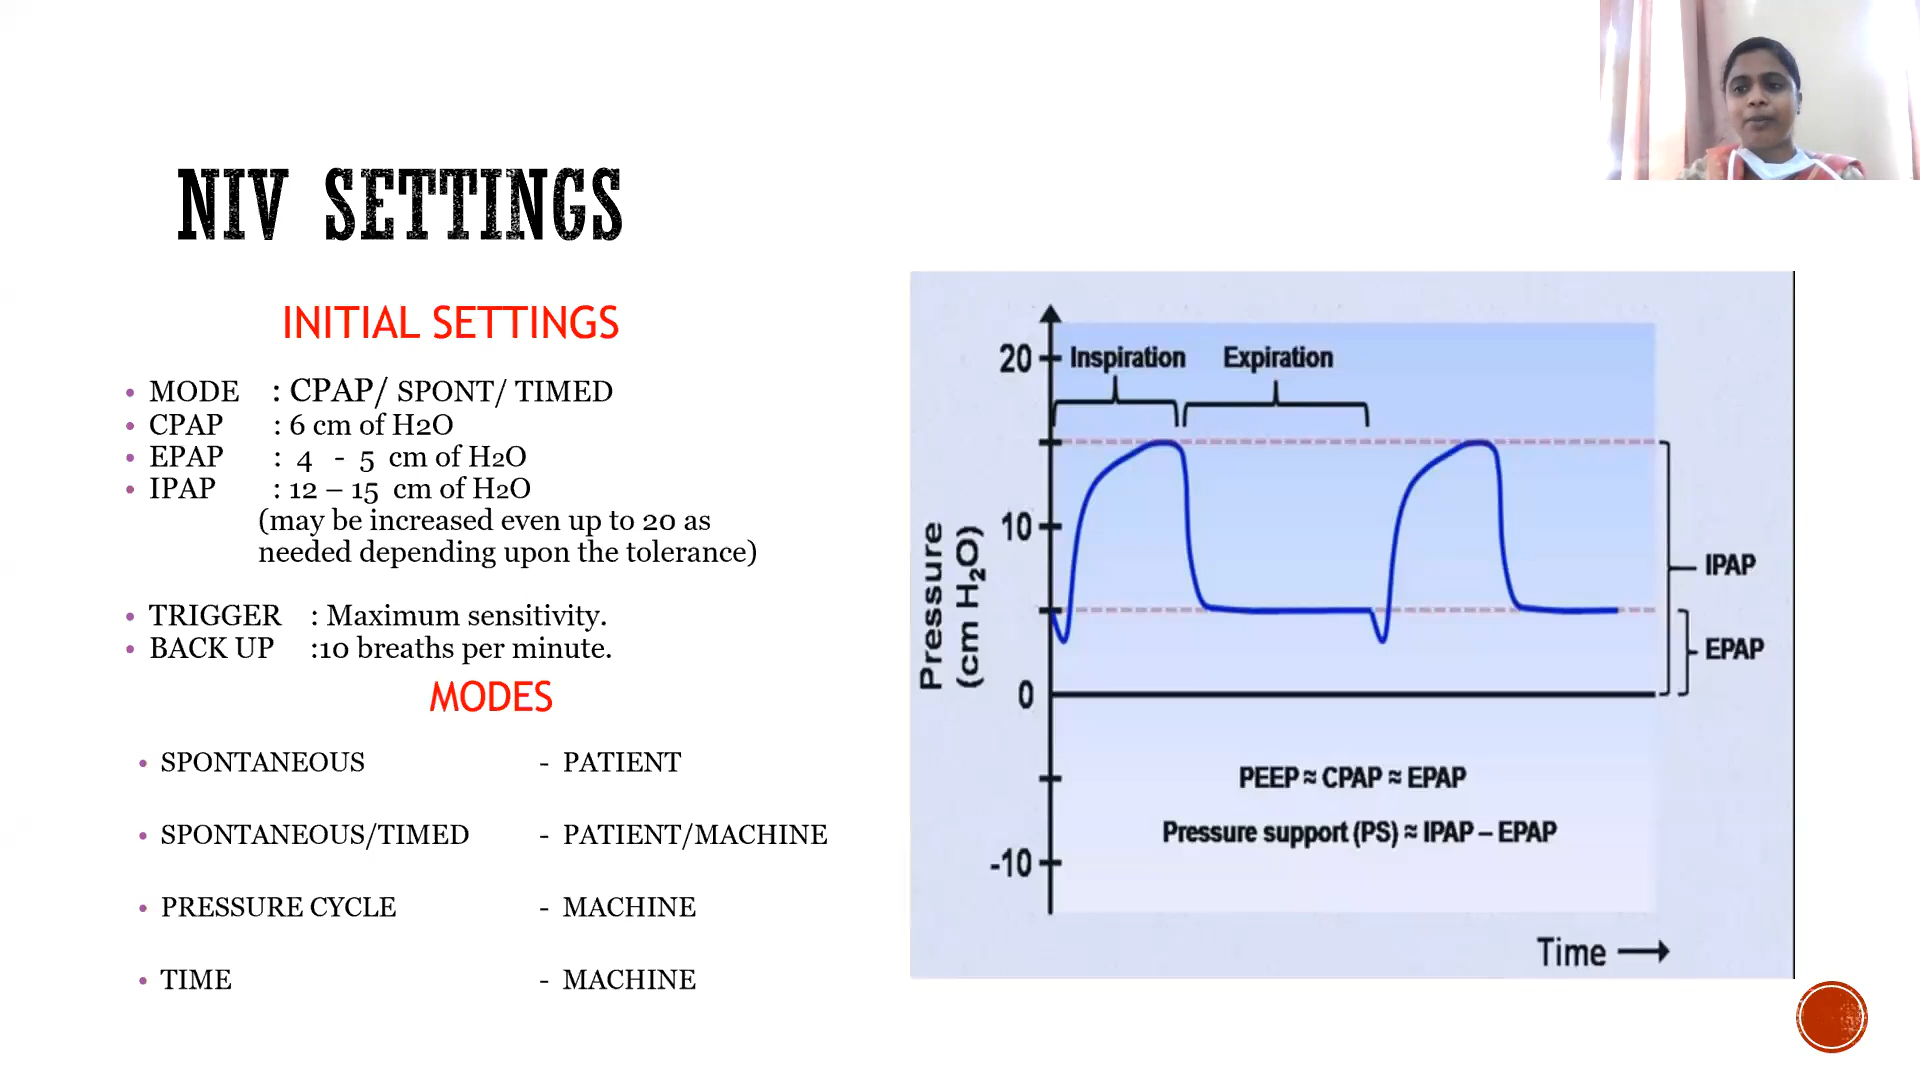 NIV SETTINGS
INITIAL SETTINGS
• MODE : CPAP/ SPONT/ TIMED
• CPAP : 6 cm of H2O
• EPAP : 4 - 5 cm of H2O
• IPAP : 12 – 15 cm of H2O
(may be increased even up to 20 as
needed depending upon the tolerance)
• TRIGGER : Maximum sensitivity.
• BACK UP :10 breaths per minute.
MODES
• SPONTANEOUS - PATIENT
• SPONTANEOUS/TIMED - PATIENT/MACHINE
• PRESSURE CYCLE - MACHINE
• TIME - MACHINE
Pressure
(cm H₂O)
20
10
0
-10
Inspiration Expiration
IPAP
EPAP
PEEP ≈ CPAP ≈ EPAP
Pressure support (PS) ≈ IPAP – EPAP
Time →